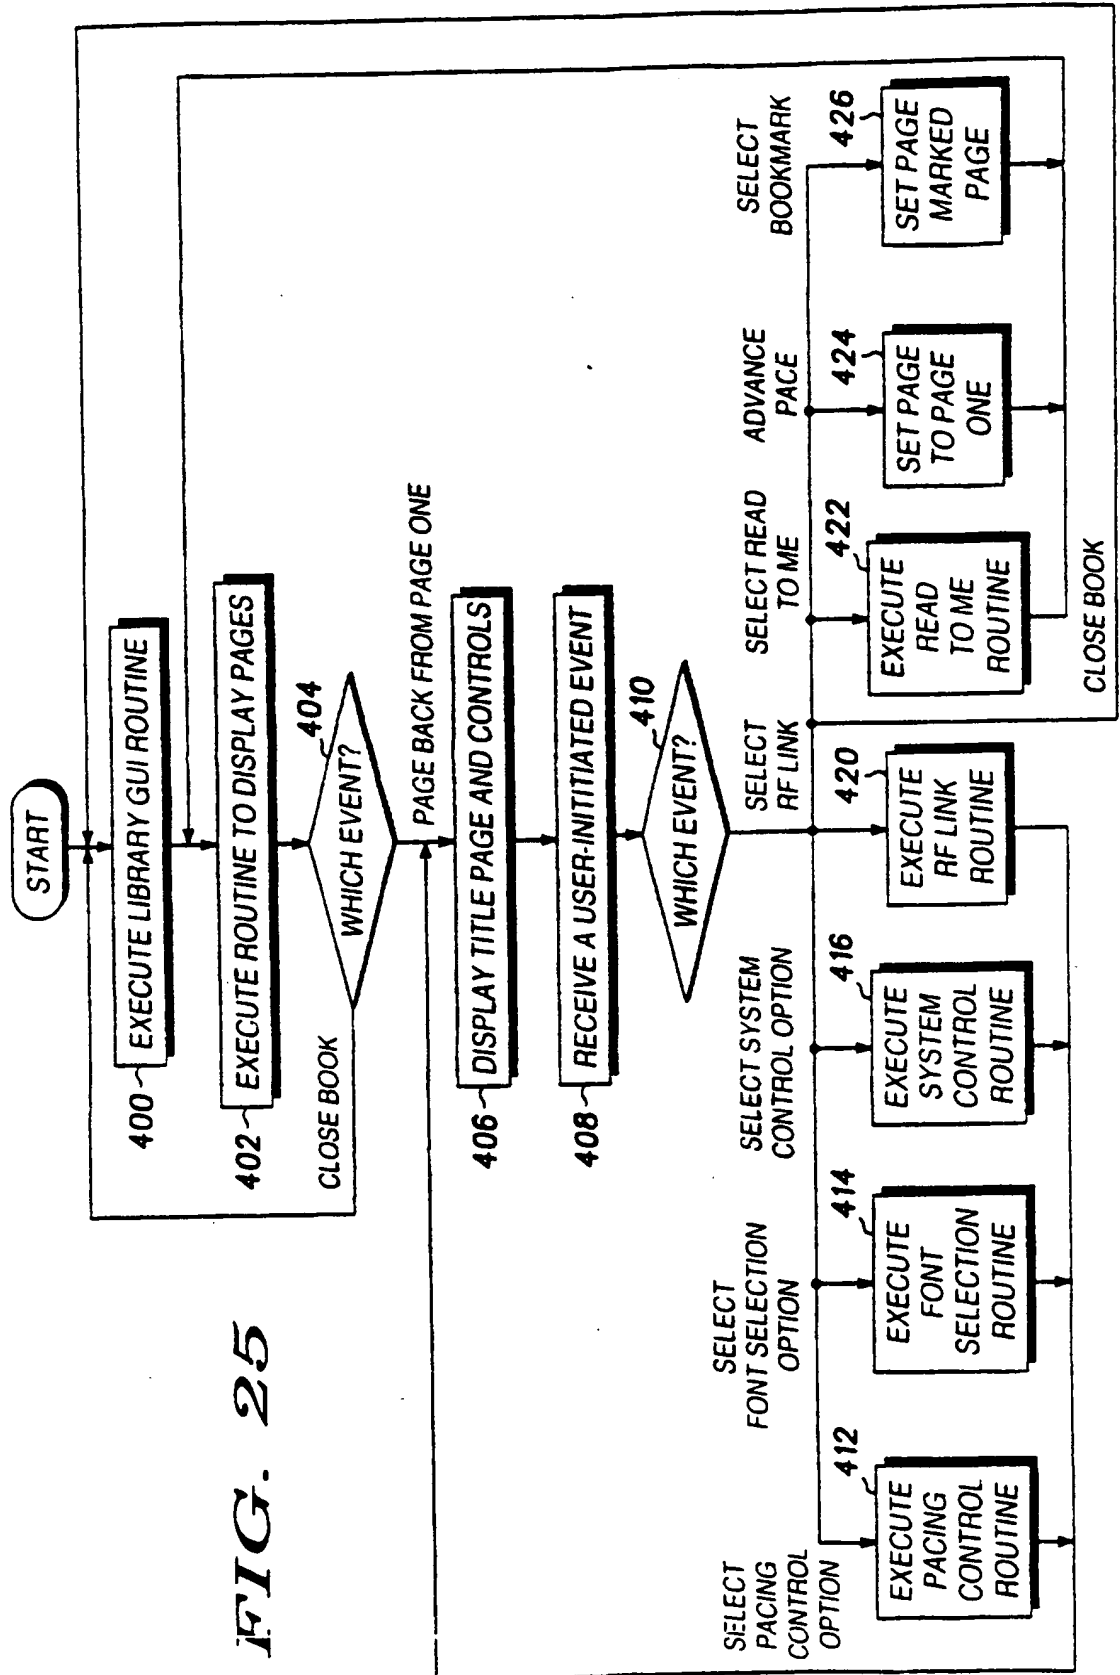 FIG. 25
START
400
EXECUTE LIBRARY GUI ROUTINE
402
EXECUTE ROUTINE TO DISPLAY PAGES
404
WHICH EVENT?
CLOSE BOOK
PAGE BACK FROM PAGE ONE
406
DISPLAY TITLE PAGE AND CONTROLS
408
RECEIVE A USER-INITITIATED EVENT
410
WHICH EVENT?
SELECT
PACING
CONTROL
OPTION
412
EXECUTE
PACING
CONTROL
ROUTINE
SELECT
FONT SELECTION
OPTION
414
EXECUTE
FONT
SELECTION
ROUTINE
SELECT SYSTEM
CONTROL OPTION
416
EXECUTE
SYSTEM
CONTROL
ROUTINE
SELECT
RF LINK
420
EXECUTE
RF LINK
ROUTINE
SELECT READ
TO ME
422
EXECUTE
READ
TO ME
ROUTINE
ADVANCE
PACE
424
SET PAGE
TO PAGE
ONE
SELECT
BOOKMARK
426
SET PAGE
MARKED
PAGE
CLOSE BOOK